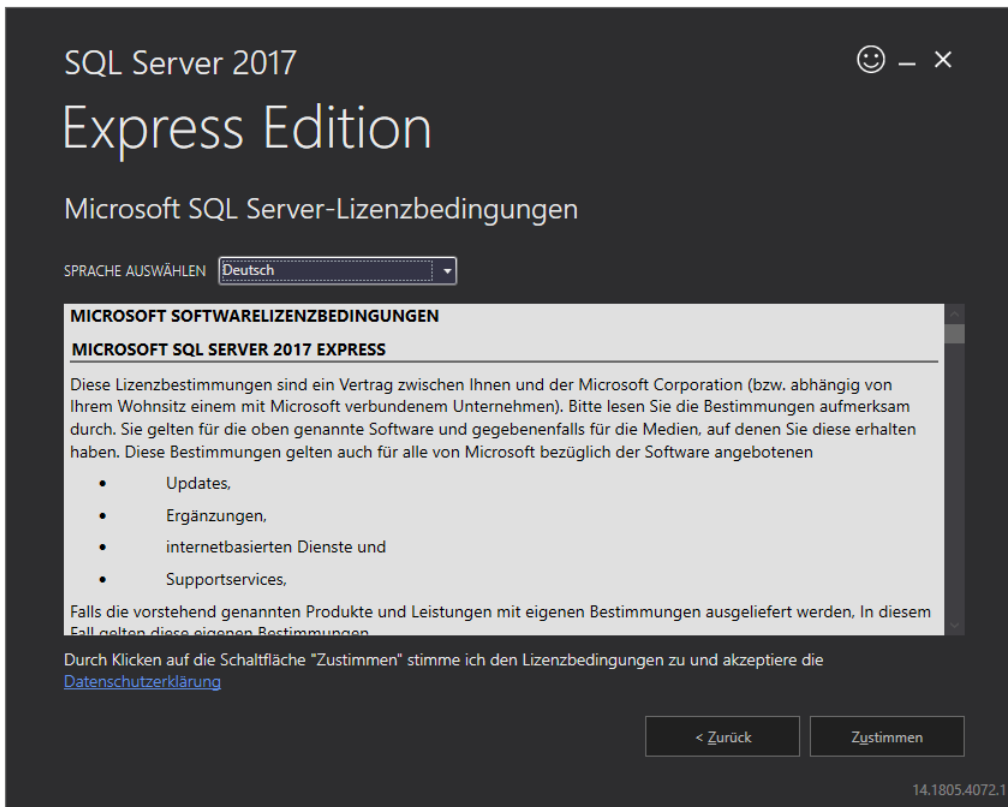 SQL Server 2017
Express Edition
Microsoft SQL Server-Lizenzbedingungen
SPRACHE AUSWÄHLEN Deutsch
MICROSOFT SOFTWARELIZENZBEDINGUNGEN
MICROSOFT SQL SERVER 2017 EXPRESS
Diese Lizenzbestimmungen sind ein Vertrag zwischen Ihnen und der Microsoft Corporation (bzw. abhängig von
Ihrem Wohnsitz einem mit Microsoft verbundenem Unternehmen). Bitte lesen Sie die Bestimmungen aufmerksam
durch. Sie gelten für die oben genannte Software und gegebenenfalls für die Medien, auf denen Sie diese erhalten
haben. Diese Bestimmungen gelten auch für alle von Microsoft bezüglich der Software angebotenen
• Updates,
• Ergänzungen,
• internetbasierten Dienste und
• Supportservices,
Falls die vorstehend genannten Produkte und Leistungen mit eigenen Bestimmungen ausgeliefert werden, In diesem
Fall gelten diese eigenen Bestimmungen
Durch Klicken auf die Schaltfläche "Zustimmen" stimme ich den Lizenzbedingungen zu und akzeptiere die
Datenschutzerklärung
< Zurück
Zustimmen
14.1805.4072.1